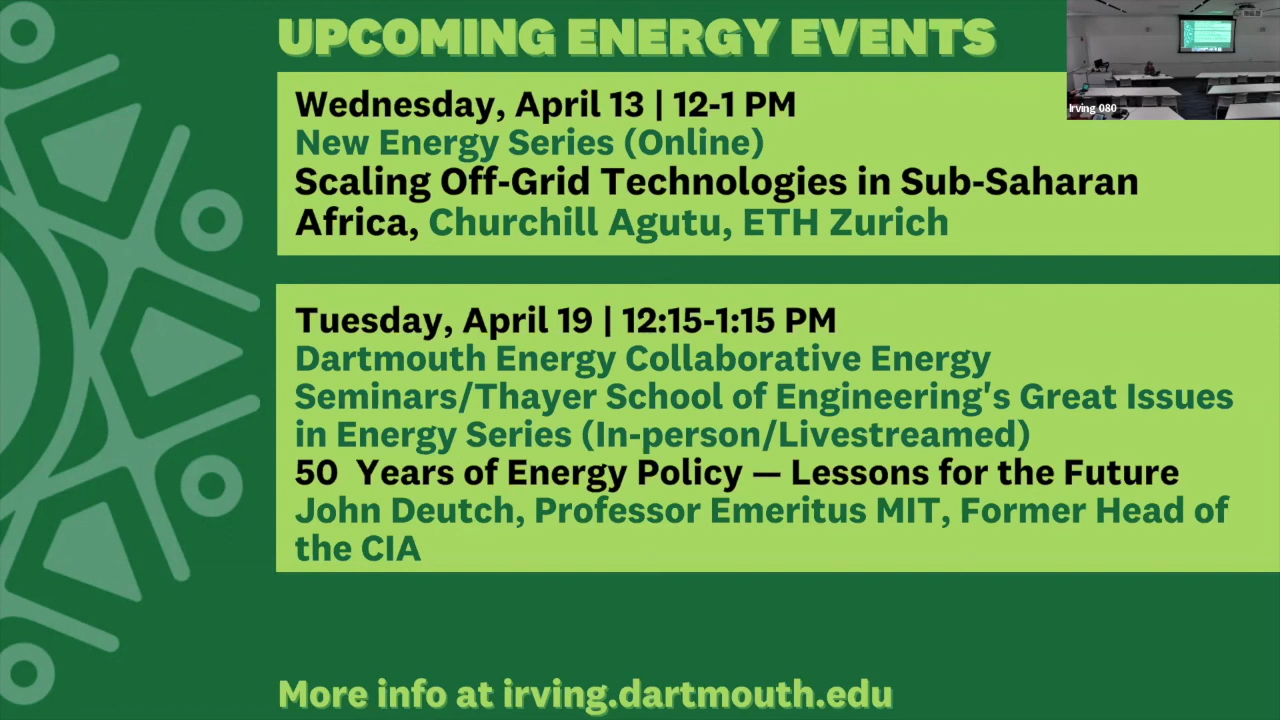 UPCOMING ENERGY EVENTS
Irving 080
Wednesday, April 13 | 12-1 PM
New Energy Series (Online)
Scaling Off-Grid Technologies in Sub-Saharan
Africa, Churchill Agutu, ETH Zurich
Tuesday, April 19 | 12:15-1:15 PM
Dartmouth Energy Collaborative Energy
Seminars/Thayer School of Engineering's Great Issues
in Energy Series (In-person/Livestreamed)
50  Years of Energy Policy — Lessons for the Future
John Deutch, Professor Emeritus MIT, Former Head of
the CIA
More info at irving.dartmouth.edu